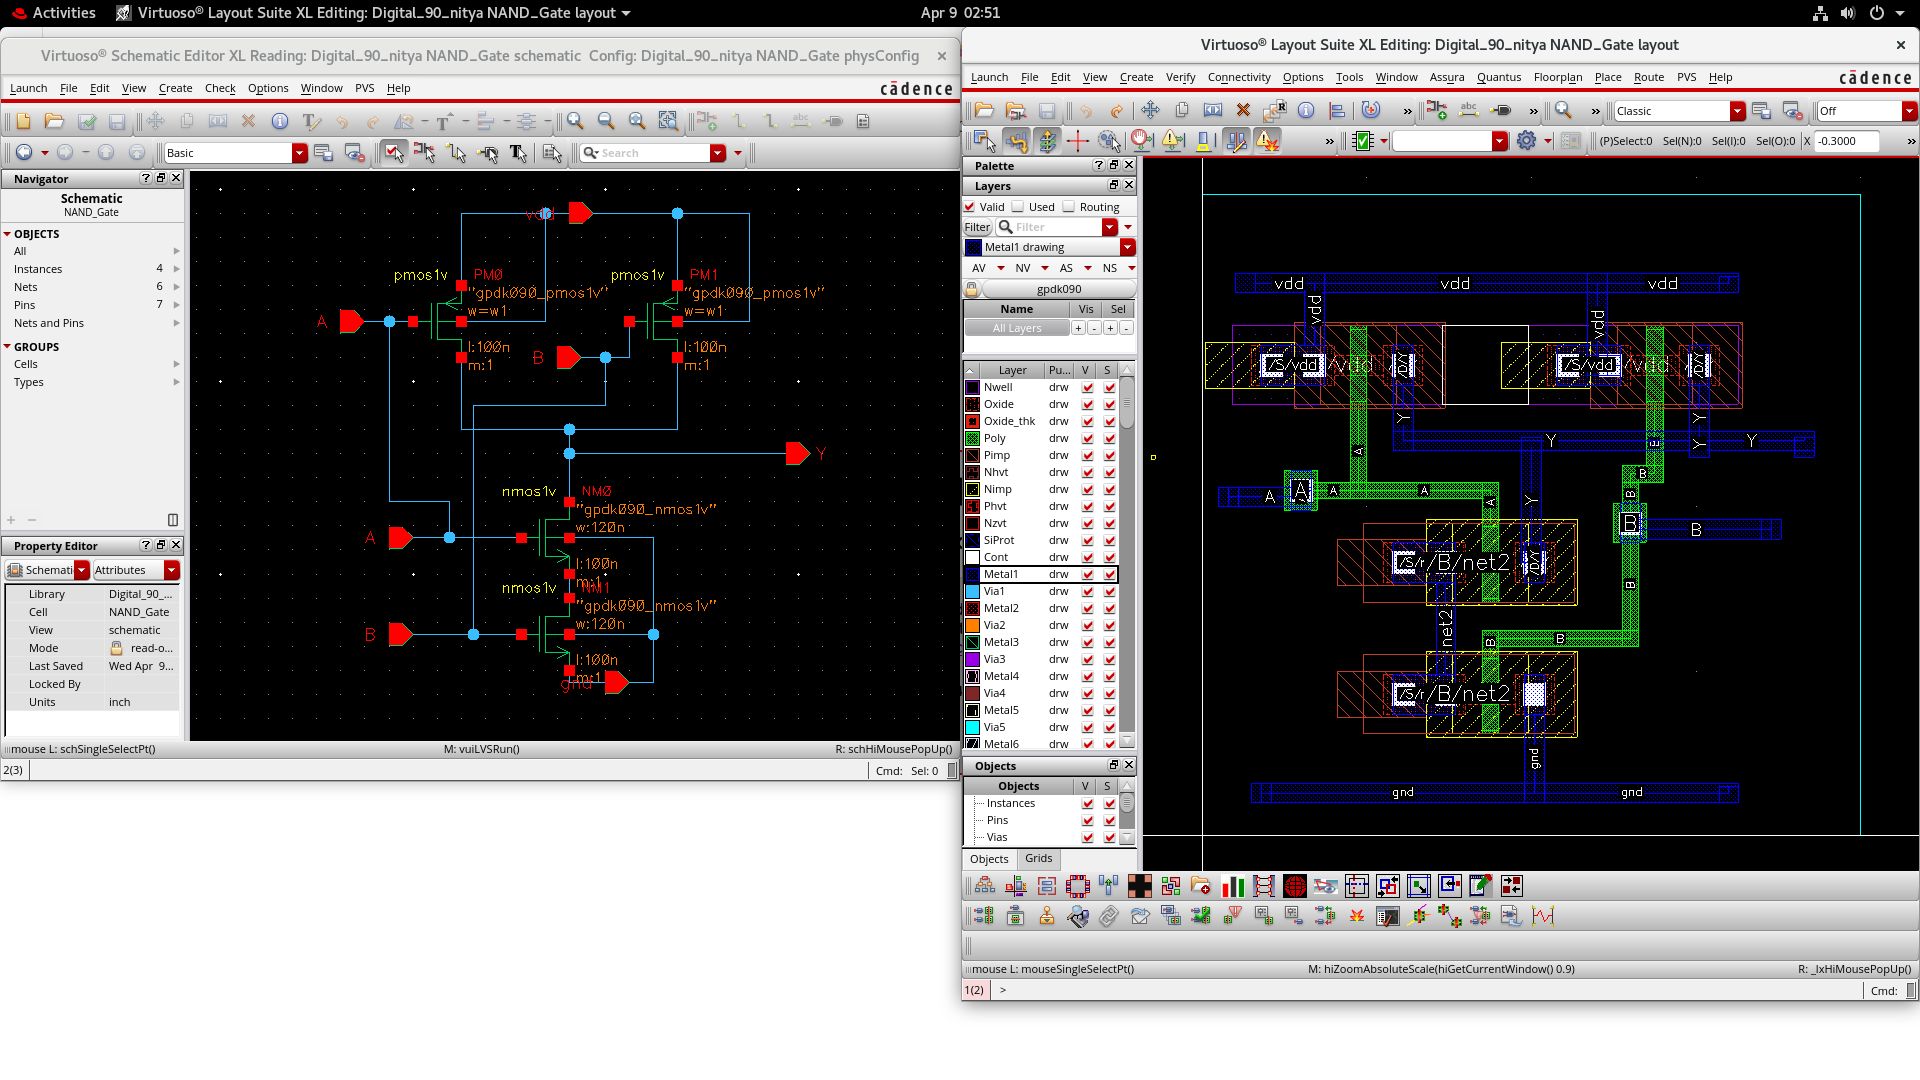 Activities
Virtuoso® Layout Suite XL Editing: Digital_90_nitya NAND_Gate layout
Apr 9 02:51
Virtuoso® Schematic Editor XL Reading: Digital_90_nitya NAND_Gate schematic Config: Digital_90_nitya NAND_Gate physConfig
Launch File Edit View Create Check Options Window PVS Help
cādence
Basic
Search
Navigator
Schematic
NAND_Gate
OBJECTS
All
Instances 4
Nets 6
Pins 7
Nets and Pins
GROUPS
Cells
Types
Property Editor
Schemati Attributes
Library Digital_90_...
Cell NAND_Gate
View schematic
Mode read-o...
Last Saved Wed Apr 9...
Locked By
Units inch
vdd
pmos1v PM0
"gpdk090_pmos1v"
w=w1
l:100n
m:1
pmos1v PM1
"gpdk090_pmos1v"
w=w1
l:100n
m:1
A
B
Y
nmos1v NM0
"gpdk090_nmos1v"
w:120n
l:100n
m:1
A
nmos1v NM1
"gpdk090_nmos1v"
w:120n
l:100n
m:1
B
gnd
mouse L: schSingleSelectPt() M: vuiLVSRun() R: schHiMousePopUp()
2(3) Cmd: Sel: 0
Virtuoso® Layout Suite XL Editing: Digital_90_nitya NAND_Gate layout
Launch File Edit View Create Verify Connectivity Options Tools Window Assura Quantus Floorplan Place Route PVS Help
cādence
Classic
Off
(P)Select:0 Sel(N):0 Sel(I):0 Sel(O):0 X -0.3000
Palette
Layers
Valid Used Routing
Filter Filter
Metal1 drawing
AV NV AS NS
gpdk090
Name Vis Sel
All Layers + - + -
Layer Pu... V S
Nwell drw
Oxide drw
Oxide_thk drw
Poly drw
Pimp drw
Nhvt drw
Nimp drw
Phvt drw
Nzvt drw
SiProt drw
Cont drw
Metal1 drw
Via1 drw
Metal2 drw
Via2 drw
Metal3 drw
Via3 drw
Metal4 drw
Via4 drw
Metal5 drw
Via5 drw
Metal6 drw
Objects
Objects V S
Instances
Pins
Vias
Objects Grids
vdd vdd vdd
vdd vdd
/S/vdd /Vdd /D/Y /S/vdd /Vdd /D/Y
Y Y Y
Y Y Y
A
A A A A
A
B
B
B B
B
Y
/S/r/B/net2 /D/Y
net2
B
B
B
/S/r/B/net2
gnd
gnd gnd
mouse L: mouseSingleSelectPt() M: hiZoomAbsoluteScale(hiGetCurrentWindow() 0.9) R: _lxHiMousePopUp()
1(2) > Cmd: